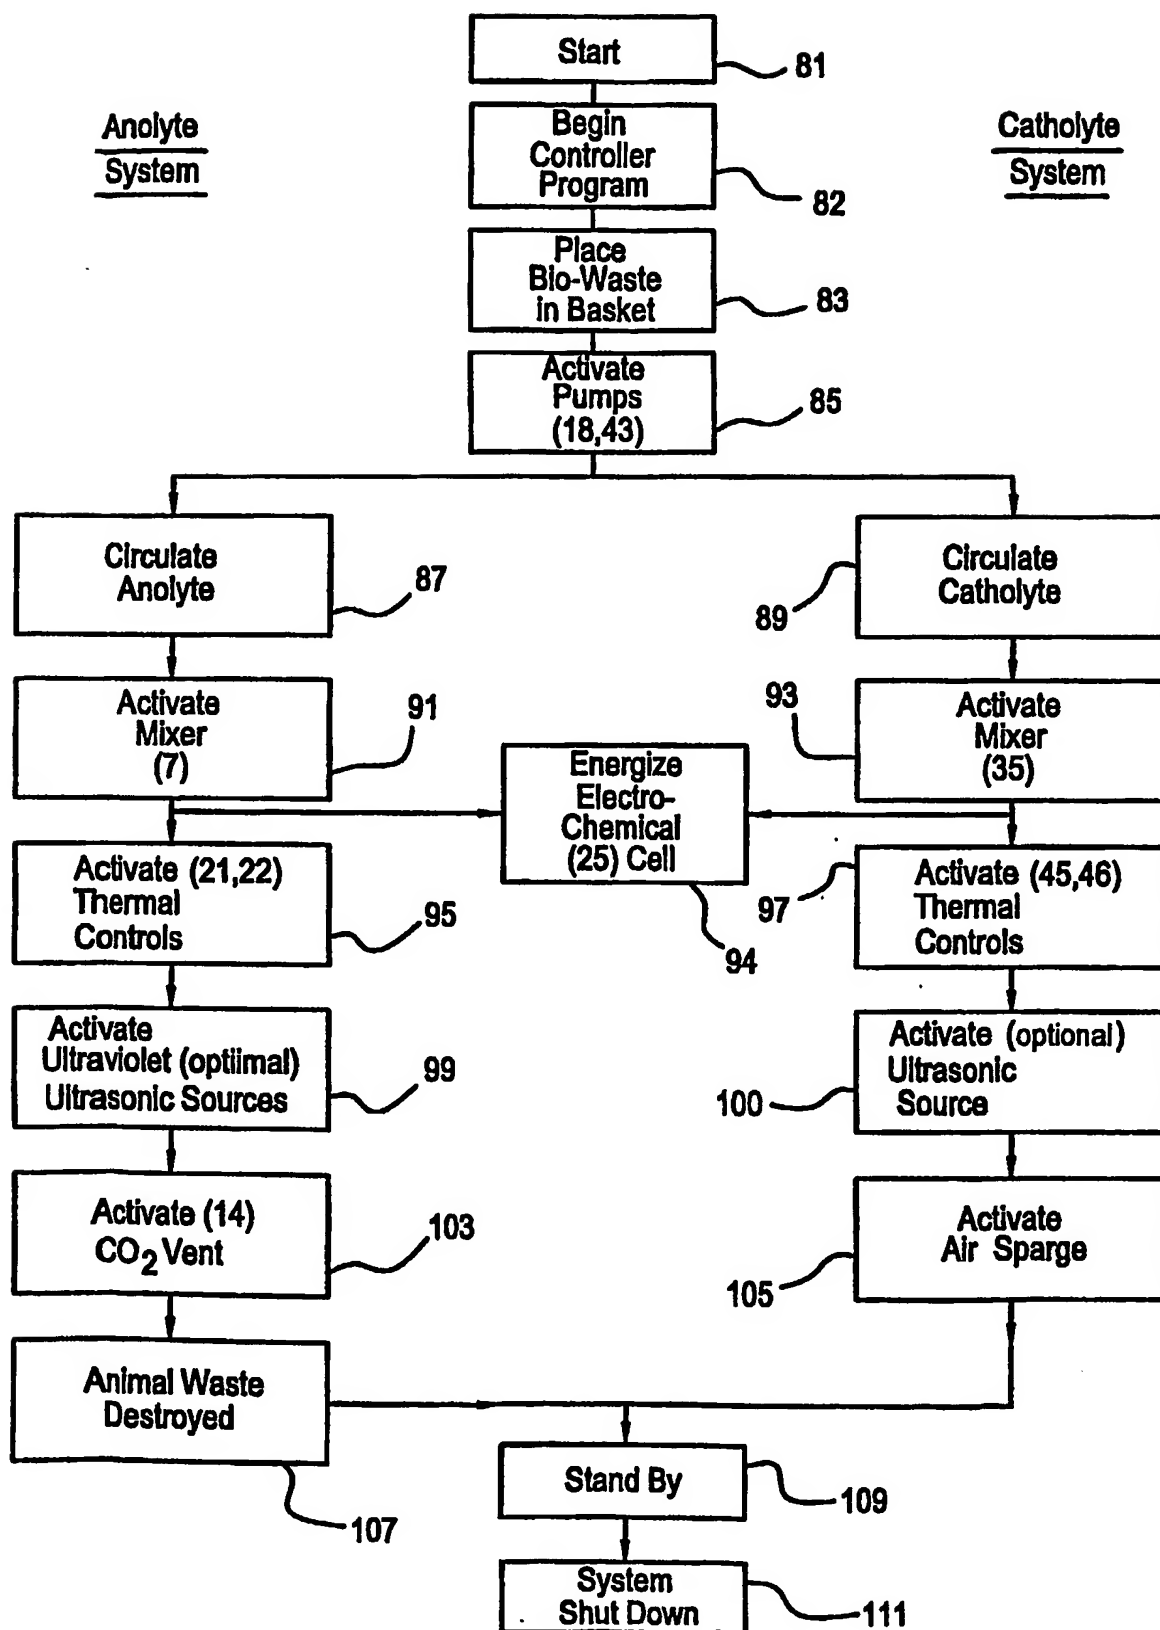 Start
81
Anolyte
System
Catholyte
System
Begin
Controller
Program
82
Place
Bio-Waste
in Basket
83
Activate
Pumps
(18,43)
85
Circulate
Anolyte
87
Circulate
Catholyte
89
Activate
Mixer
(7)
91
Activate
Mixer
(35)
93
Energize
Electro-
Chemical
(25) Cell
94
Activate (21,22)
Thermal
Controls
95
Activate (45,46)
Thermal
Controls
97
Activate
Ultraviolet (optiimal)
Ultrasonic Sources
99
Activate (optional)
Ultrasonic
Source
100
Activate (14)
CO2 Vent
103
Activate
Air Sparge
105
Animal Waste
Destroyed
107
Stand By
109
System
Shut Down
111